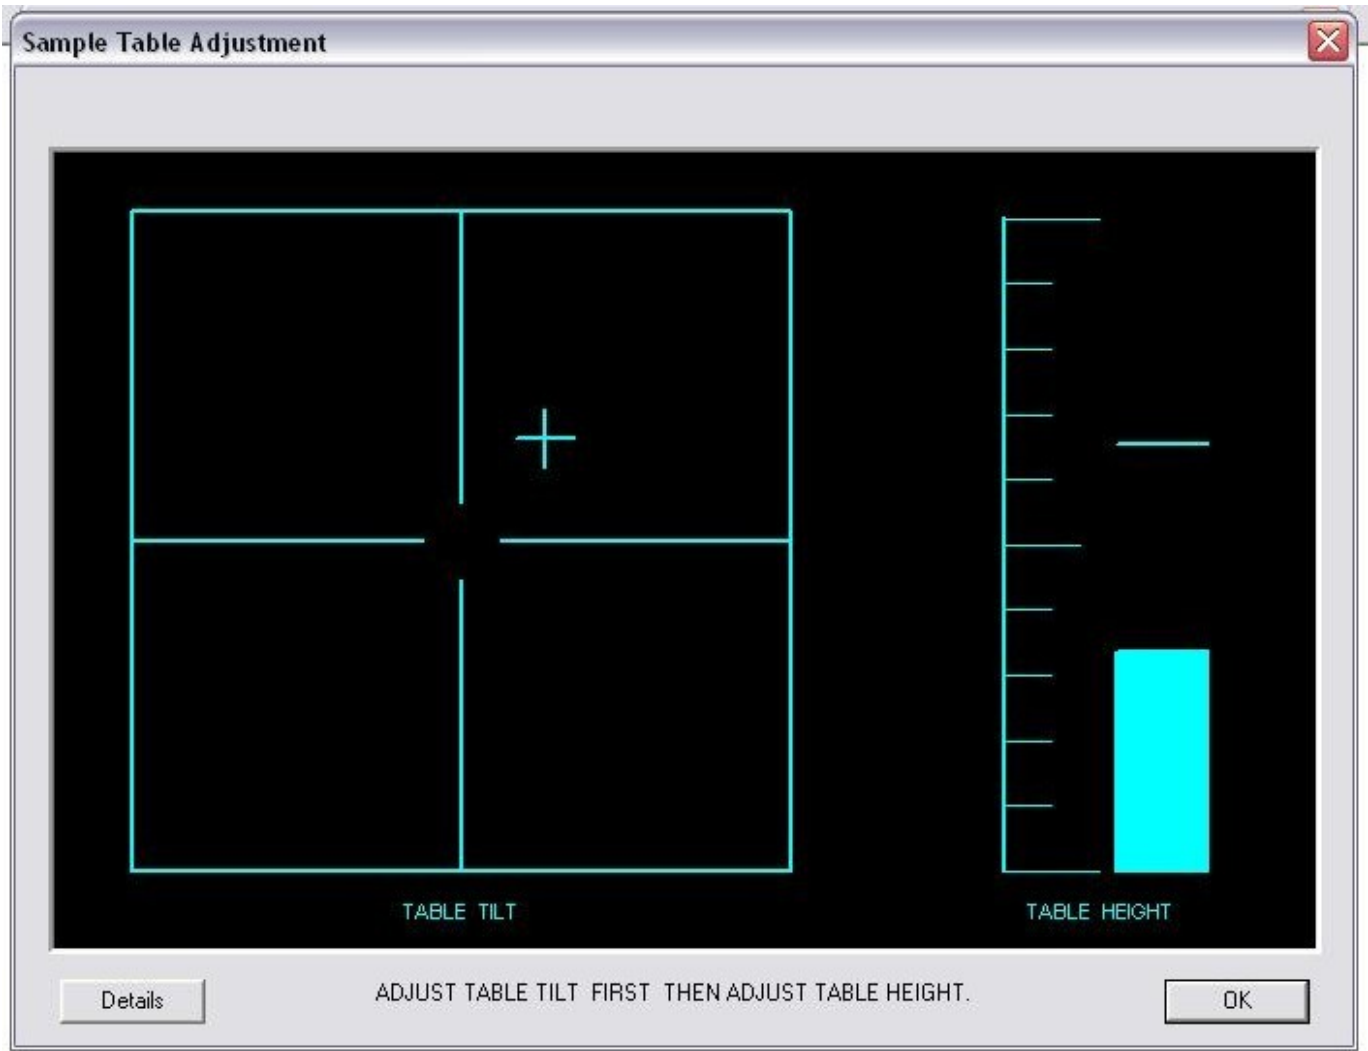 Sample Table Adjustment
TABLE TILT
TABLE HEIGHT
Details
ADJUST TABLE TILT FIRST THEN ADJUST TABLE HEIGHT.
OK